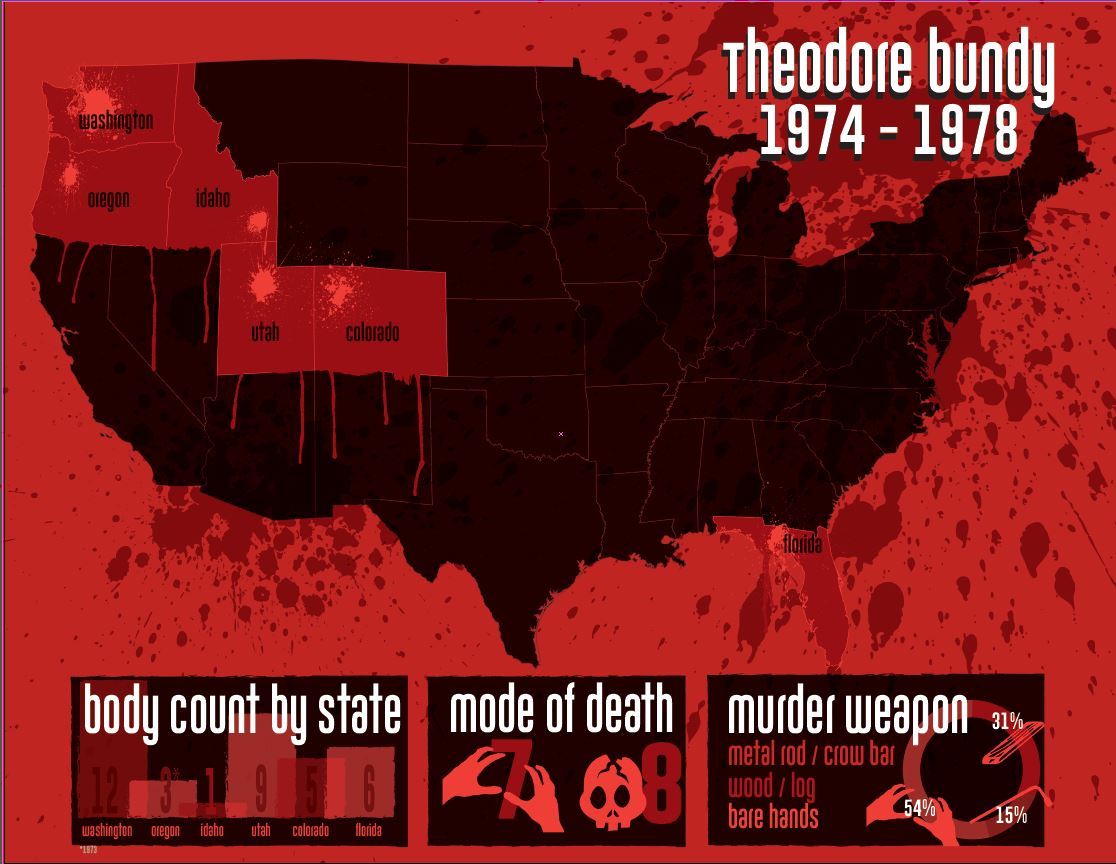 Theodore bundy
1974 - 1978
washington
oregon
idaho
utah
colorado
florida
body count by state
12 3* 1 9 5 6
washington oregon idaho utah colorado florida
*1973
mode of death
7 8
murder weapon
metal rod / crow bar
wood / log
bare hands
31%
54%
15%